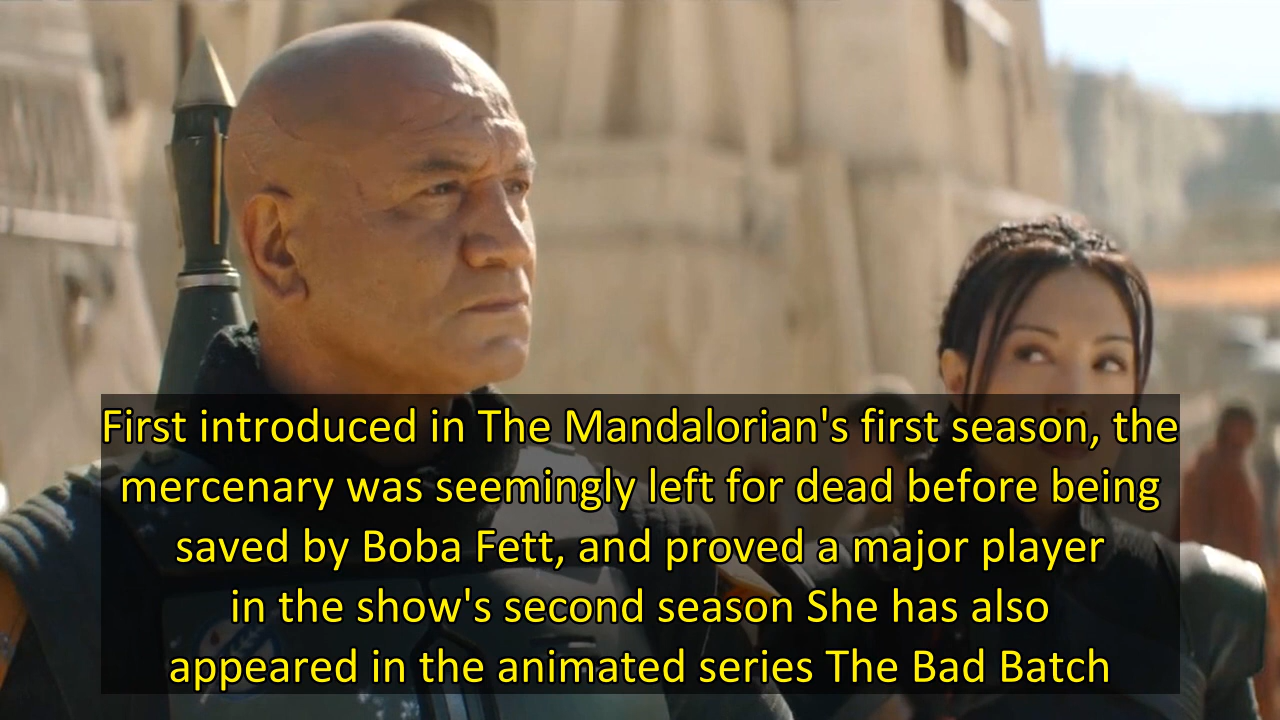 First introduced in The Mandalorian's first season, the
mercenary was seemingly left for dead before being
saved by Boba Fett, and proved a major player
in the show's second season She has also
appeared in the animated series The Bad Batch